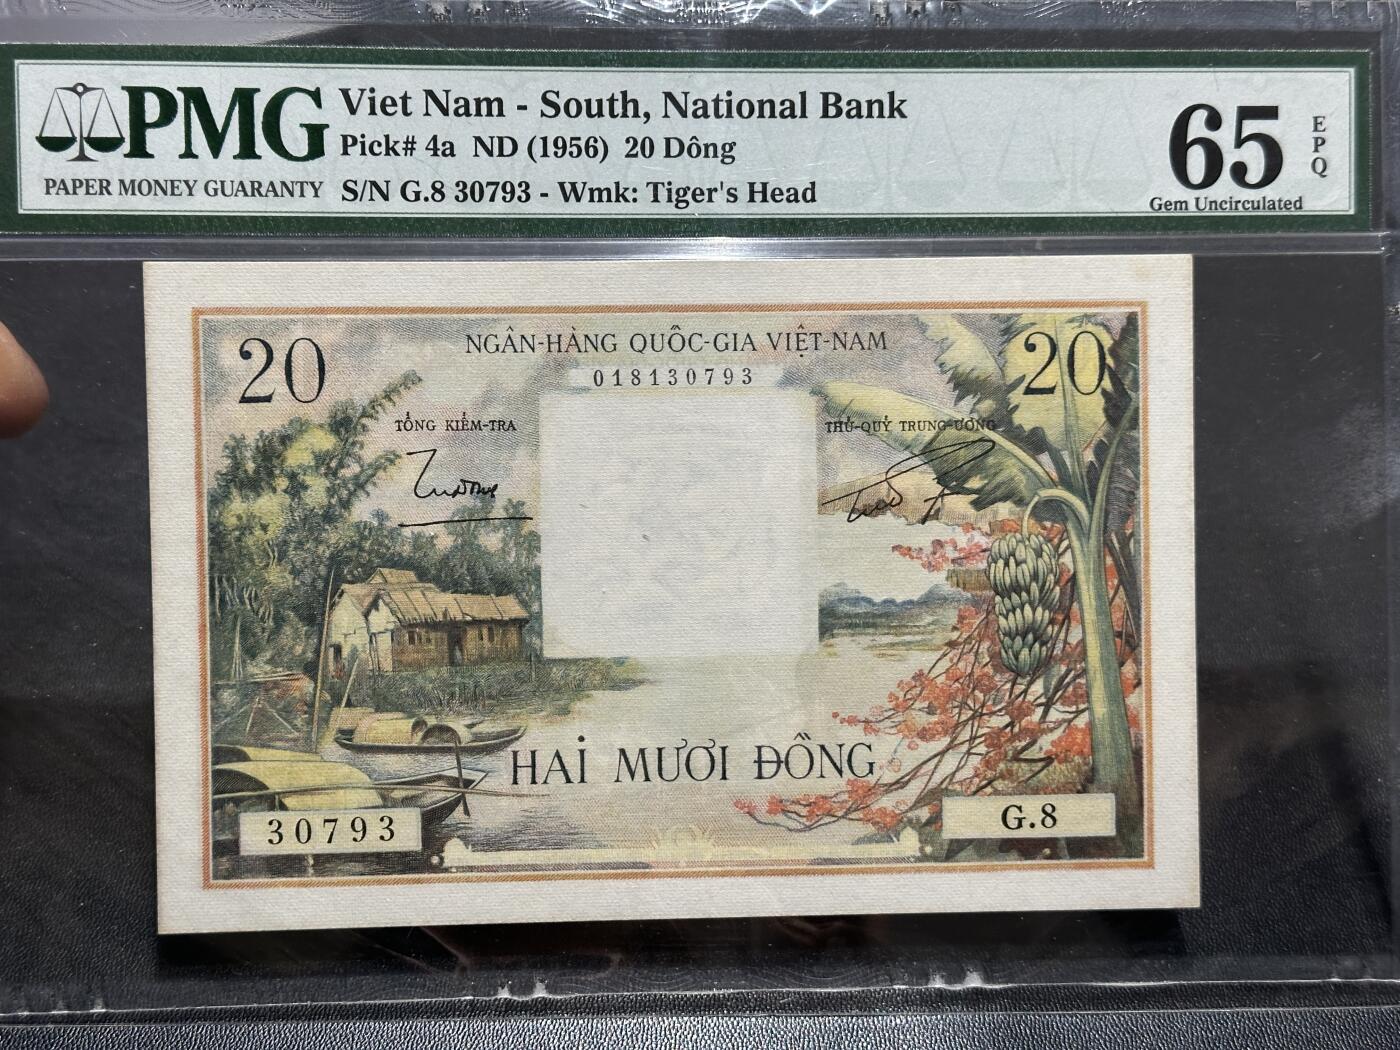 PMG
PAPER MONEY GUARANTY
Viet Nam - South, National Bank
Pick# 4a ND (1956) 20 Dông
S/N G.8 30793 - Wmk: Tiger's Head
65
EPQ
Gem Uncirculated
20
NGÂN-HÀNG QUỐC-GIA VIỆT-NAM
20
018130793
TỔNG KIỂM-TRA
THỦ-QUỸ TRUNG-ƯƠNG
HAI MƯƠI ĐỒNG
30793
G.8